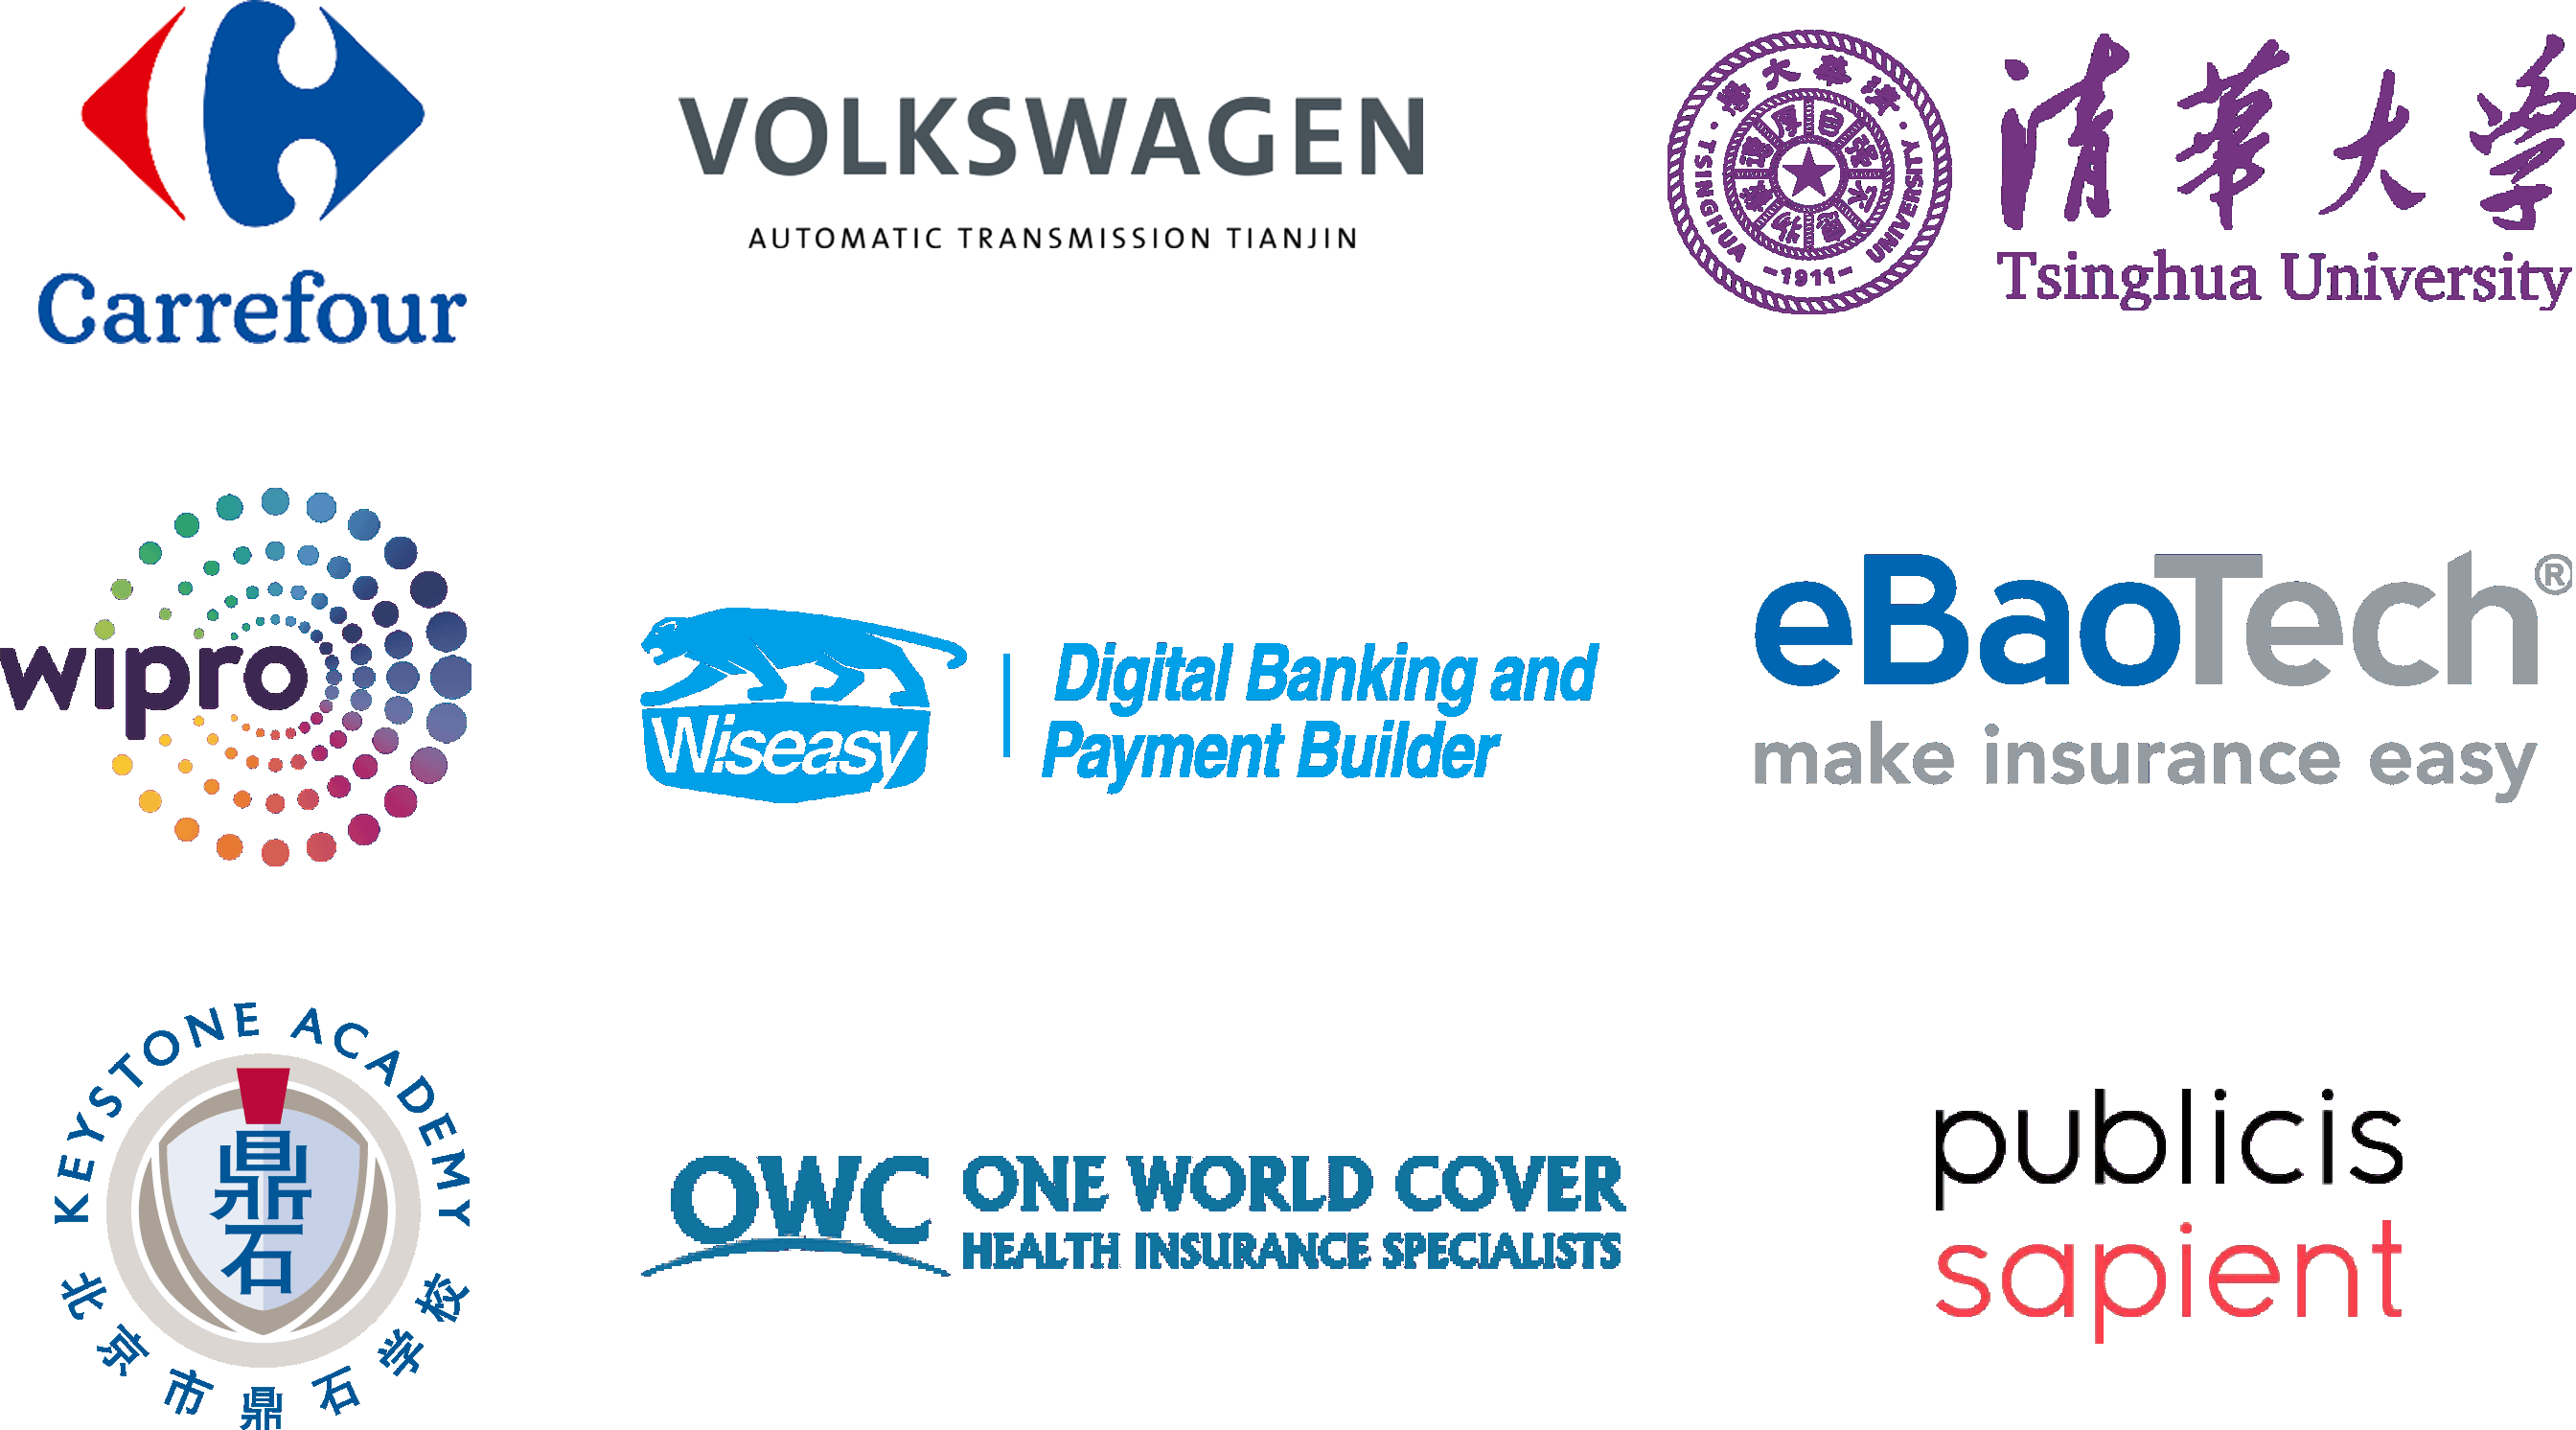 Carrefour
VOLKSWAGEN
AUTOMATIC TRANSMISSION TIANJIN
清華大學
自强不息
厚德載物
TSINGHUA UNIVERSITY
-1911-
清華大学
Tsinghua University
wipro
Wiseasy
Digital Banking and
Payment Builder
eBaoTech®
make insurance easy
KEYSTONE ACADEMY
鼎
石
北京市鼎石学校
OWC
ONE WORLD COVER
HEALTH INSURANCE SPECIALISTS
publicis
sapient